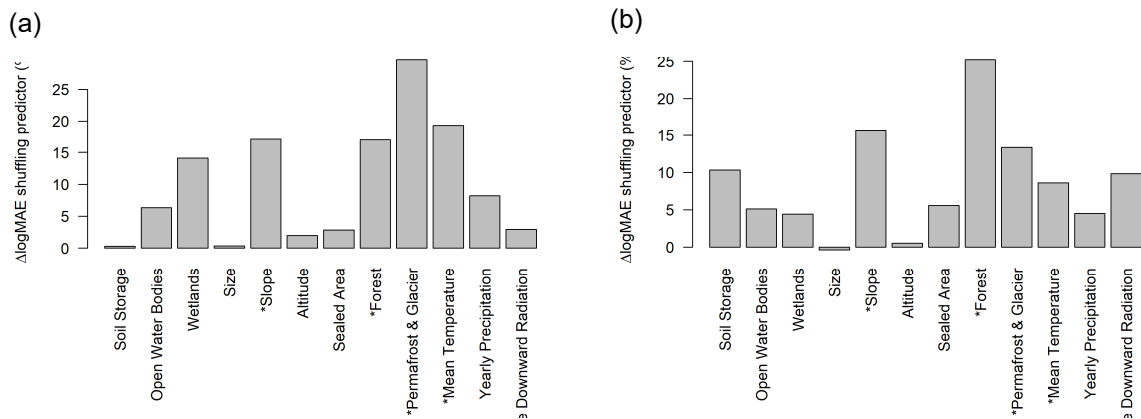 (a)
ΔlogMAE shuffling predictor (%
25
20
15
10
5
0
Soil Storage
Open Water Bodies
Wetlands
Size
*Slope
Altitude
Sealed Area
*Forest
*Permafrost & Glacier
*Mean Temperature
Yearly Precipitation
e Downward Radiation
(b)
ΔlogMAE shuffling predictor (%
25
20
15
10
5
0
Soil Storage
Open Water Bodies
Wetlands
Size
*Slope
Altitude
Sealed Area
*Forest
*Permafrost & Glacier
*Mean Temperature
Yearly Precipitation
e Downward Radiation